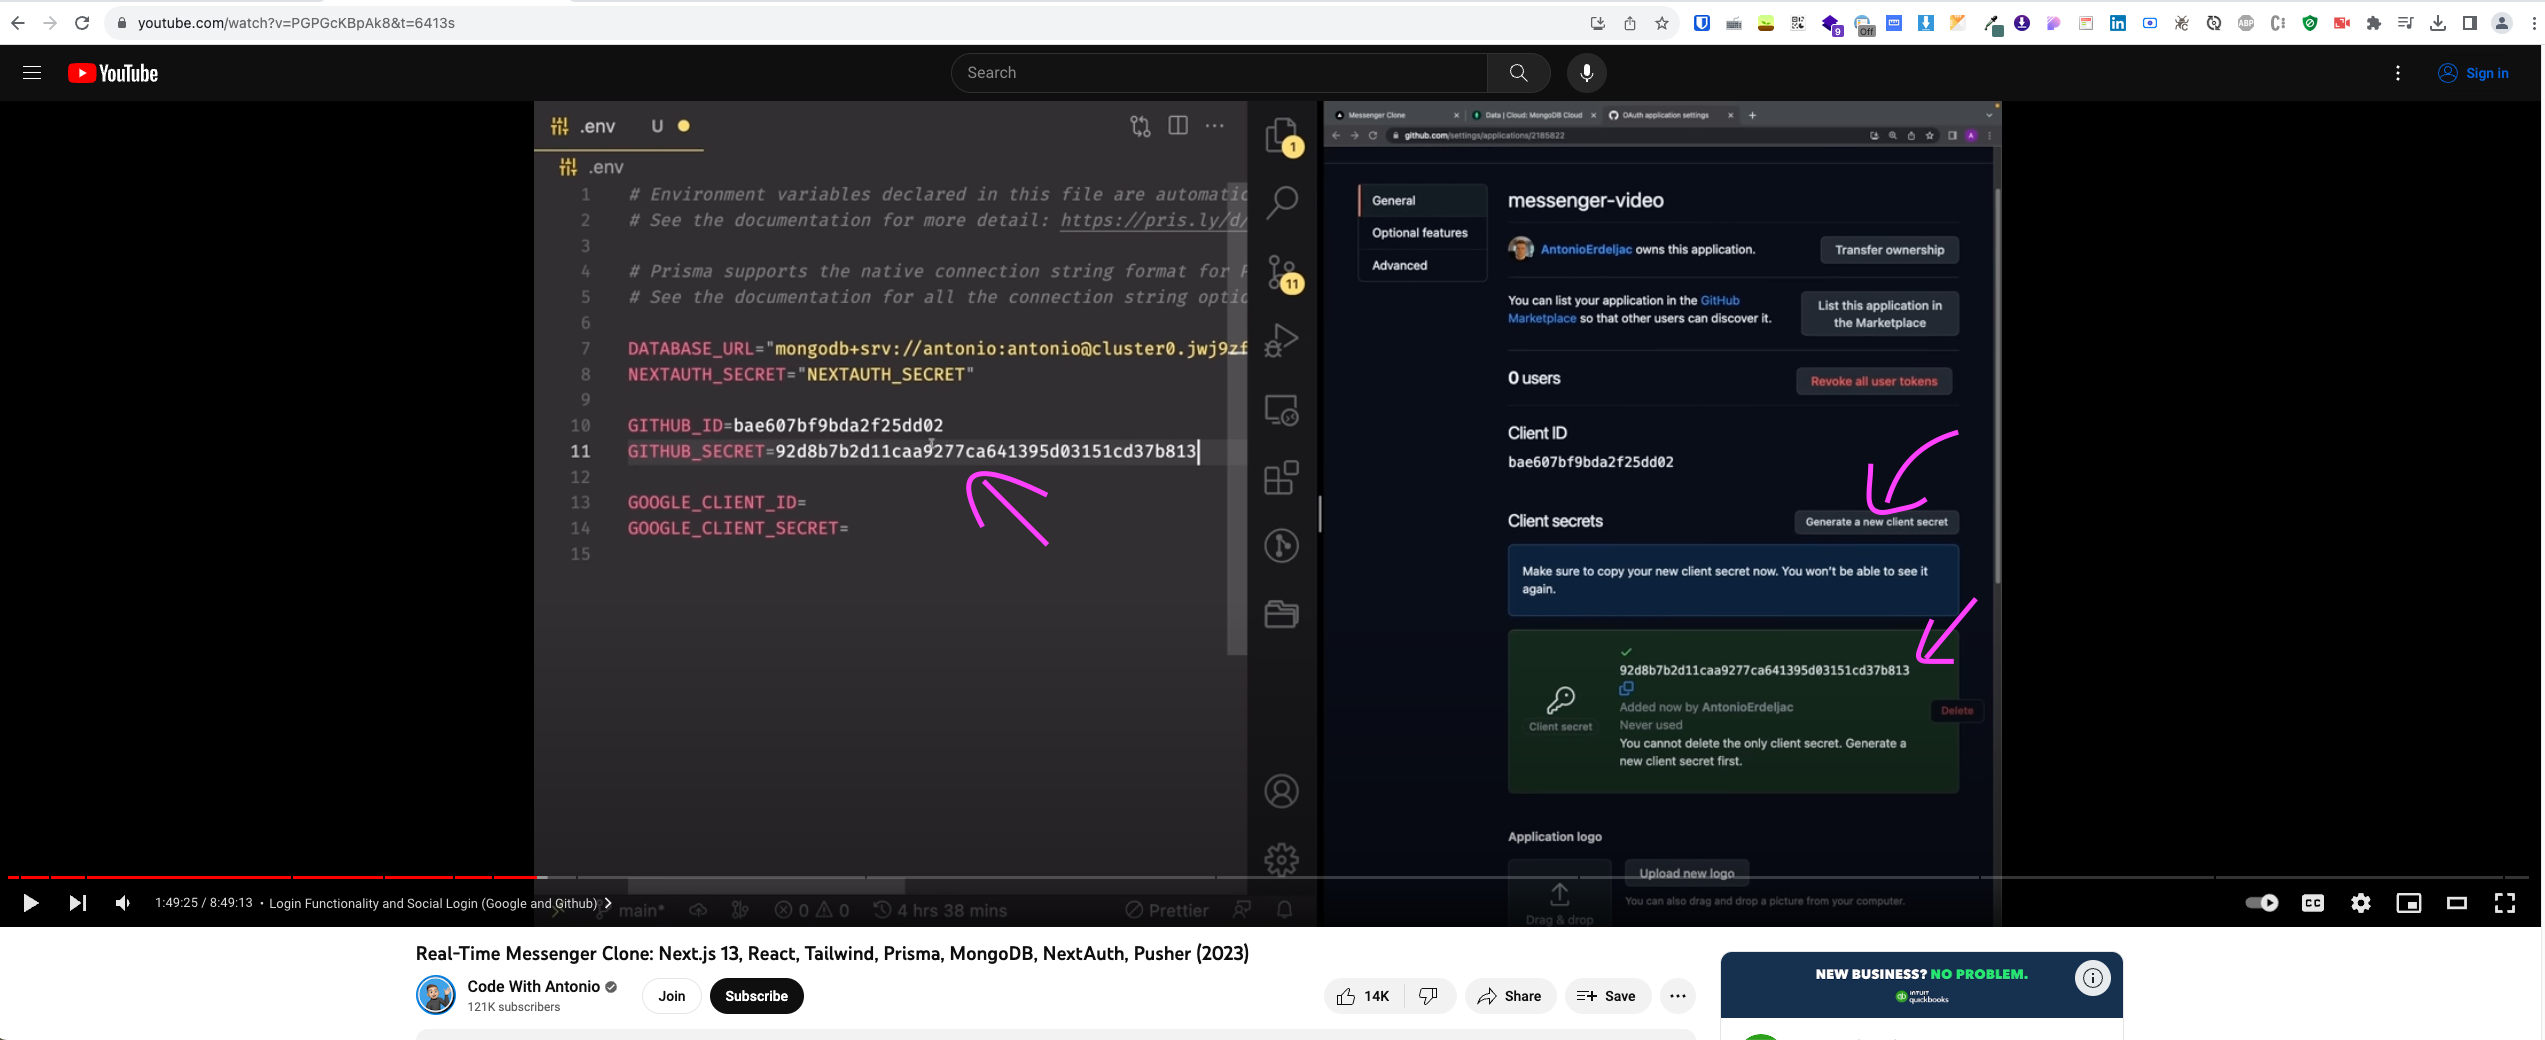 youtube.com/watch?v=PGPGcKBpAk8&t=6413s
9
Off
ABP
YouTube
Search
Sign in
.env U
.env
1 # Environment variables declared in this file are automatic
2 # See the documentation for more detail: https://pris.ly/d/
3
4 # Prisma supports the native connection string format for
5 # See the documentation for all the connection string optio
6
7 DATABASE_URL="mongodb+srv://antonio:antonio@cluster0.jwj9zf
8 NEXTAUTH_SECRET="NEXTAUTH_SECRET"
9
10 GITHUB_ID=bae607bf9bda2f25dd02
11 GITHUB_SECRET=92d8b7b2d11caa9277ca641395d03151cd37b813
12
13 GOOGLE_CLIENT_ID=
14 GOOGLE_CLIENT_SECRET=
15
1
11
Messenger Clone
Data | Cloud: MongoDB Cloud
OAuth application settings
github.com/settings/applications/2185822
General
Optional features
Advanced
messenger-video
AntonioErdeljac owns this application.
Transfer ownership
You can list your application in the GitHub
Marketplace so that other users can discover it.
List this application in
the Marketplace
0 users
Revoke all user tokens
Client ID
bae607bf9bda2f25dd02
Client secrets
Generate a new client secret
Make sure to copy your new client secret now. You won't be able to see it
again.
92d8b7b2d11caa9277ca641395d03151cd37b813
Added now by AntonioErdeljac
Never used
You cannot delete the only client secret. Generate a
new client secret first.
Client secret
Delete
Application logo
Upload new logo
You can also drag and drop a picture from your computer.
Drag & drop
main*
0 0
4 hrs 38 mins
Prettier
1:49:25 / 8:49:13 • Login Functionality and Social Login (Google and Github)
CC
Real-Time Messenger Clone: Next.js 13, React, Tailwind, Prisma, MongoDB, NextAuth, Pusher (2023)
Code With Antonio
121K subscribers
Join
Subscribe
14K
Share
Save
NEW BUSINESS? NO PROBLEM.
INTUIT
quickbooks